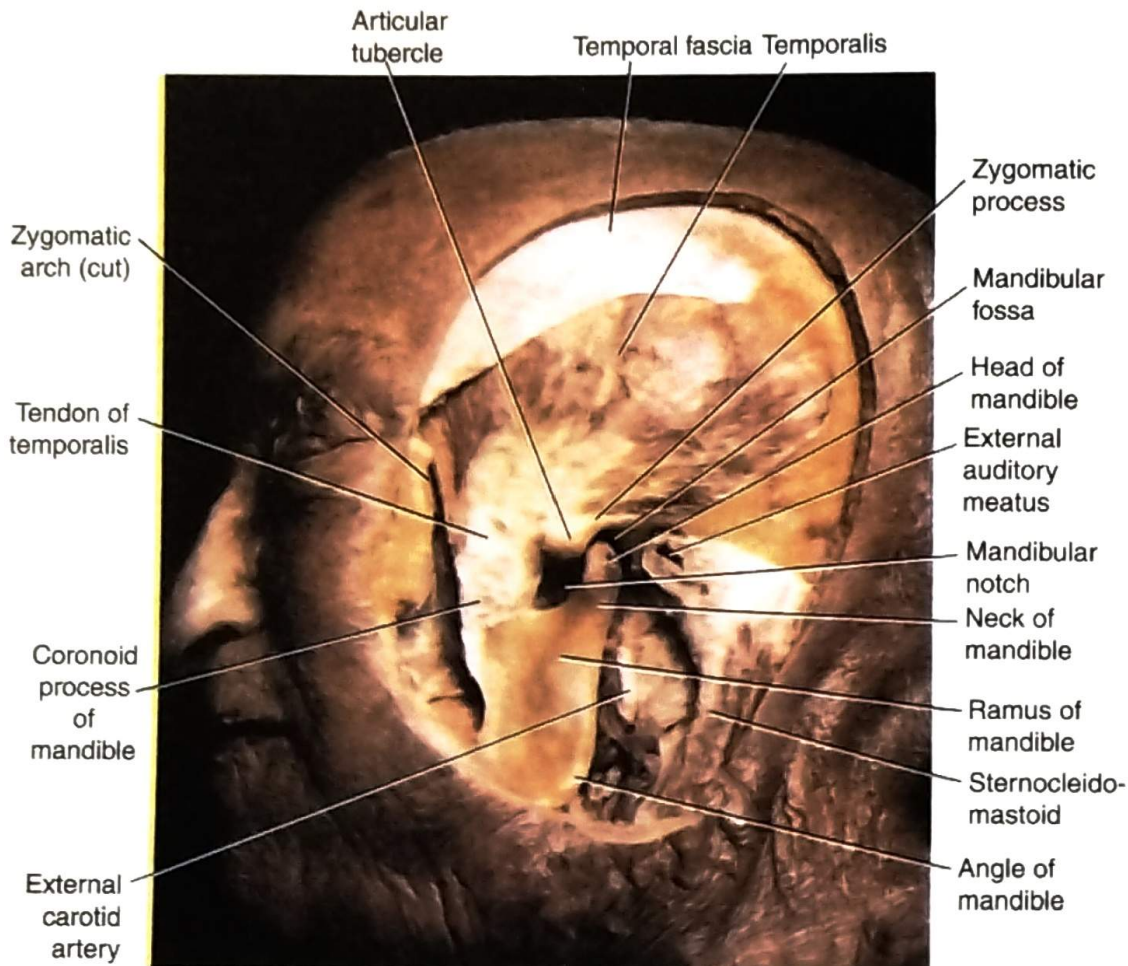 Articular
tubercle
Temporal fascia Temporalis
Zygomatic
process
Zygomatic
arch (cut)
Mandibular
fossa
Head of
mandible
Tendon of
temporalis
External
auditory
meatus
Mandibular
notch
Neck of
mandible
Coronoid
process
of
mandible
Ramus of
mandible
Sternocleido-
mastoid
External
carotid
artery
Angle of
mandible